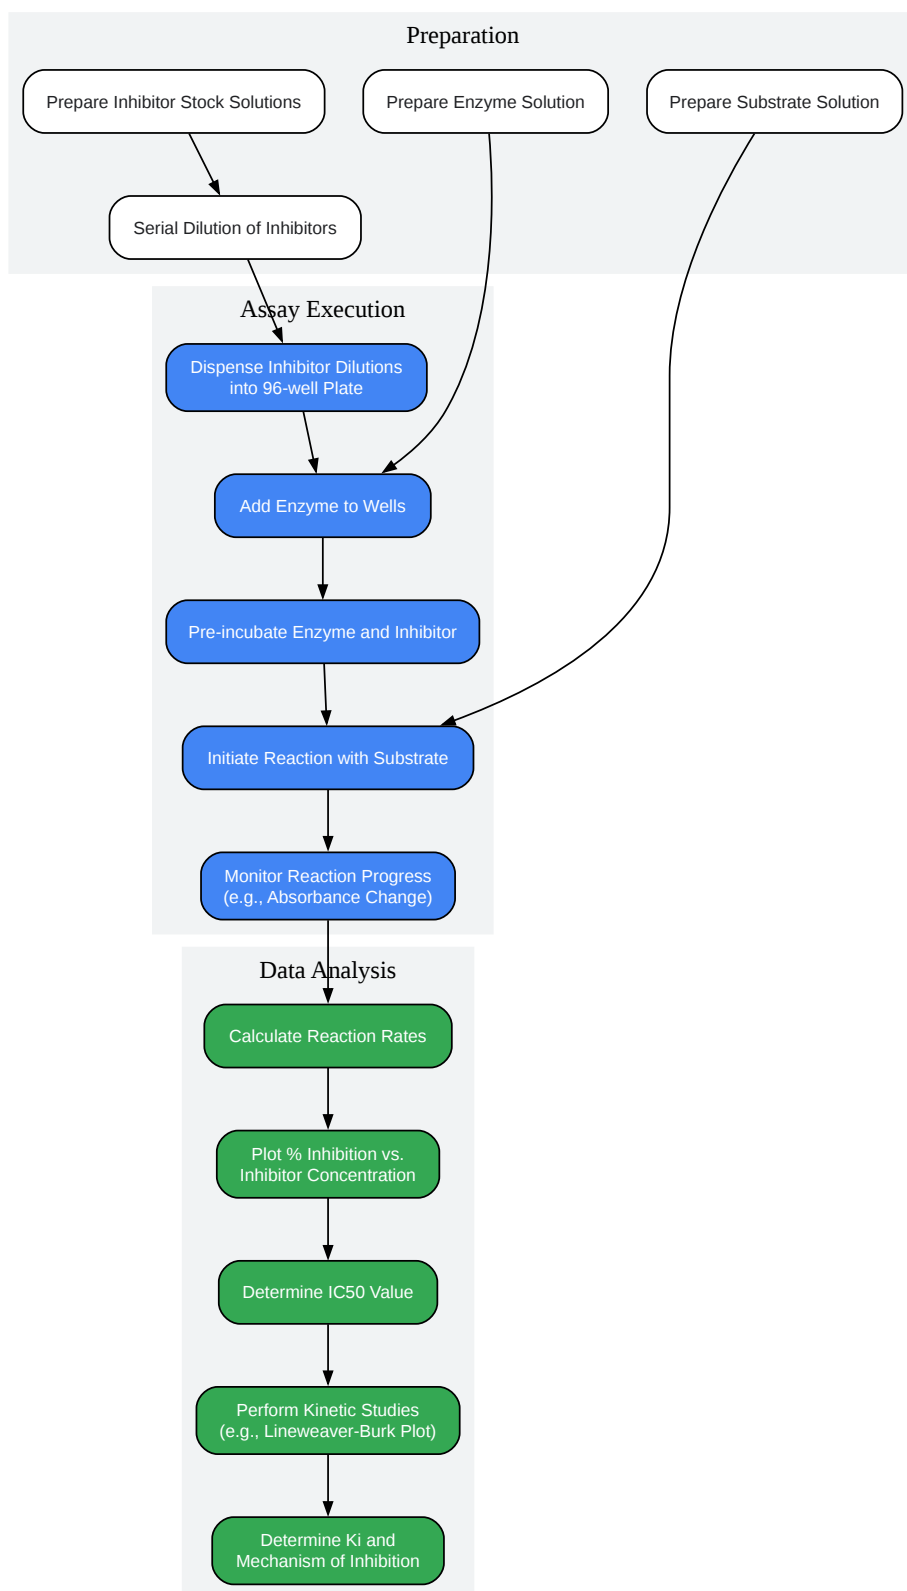 Preparation
Prepare Inhibitor Stock Solutions
Prepare Enzyme Solution
Prepare Substrate Solution
Serial Dilution of Inhibitors
Assay Execution
Dispense Inhibitor Dilutions
into 96-well Plate
Add Enzyme to Wells
Pre-incubate Enzyme and Inhibitor
Initiate Reaction with Substrate
Monitor Reaction Progress
(e.g., Absorbance Change)
Data Analysis
Calculate Reaction Rates
Plot % Inhibition vs.
Inhibitor Concentration
Determine IC50 Value
Perform Kinetic Studies
(e.g., Lineweaver-Burk Plot)
Determine Ki and
Mechanism of Inhibition